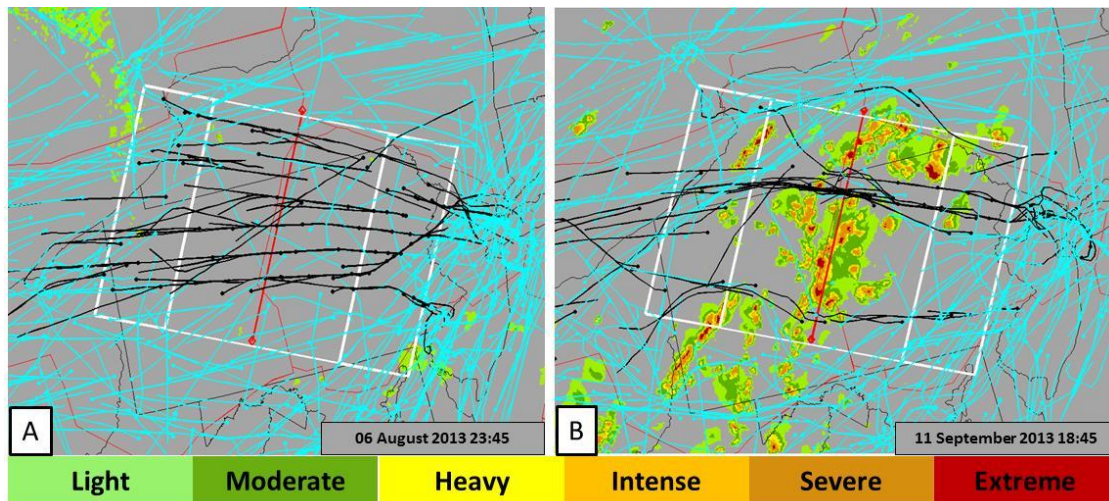 A
06 August 2013 23:45
B
11 September 2013 18:45
Light Moderate Heavy Intense Severe Extreme